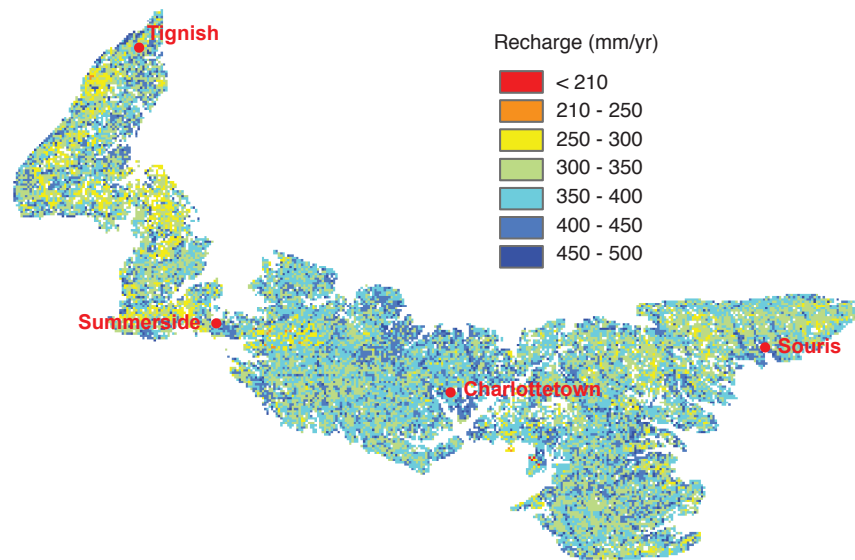 Tignish
Recharge (mm/yr)
< 210
210 - 250
250 - 300
300 - 350
350 - 400
400 - 450
450 - 500
Summerside
Souris
Charlottetown